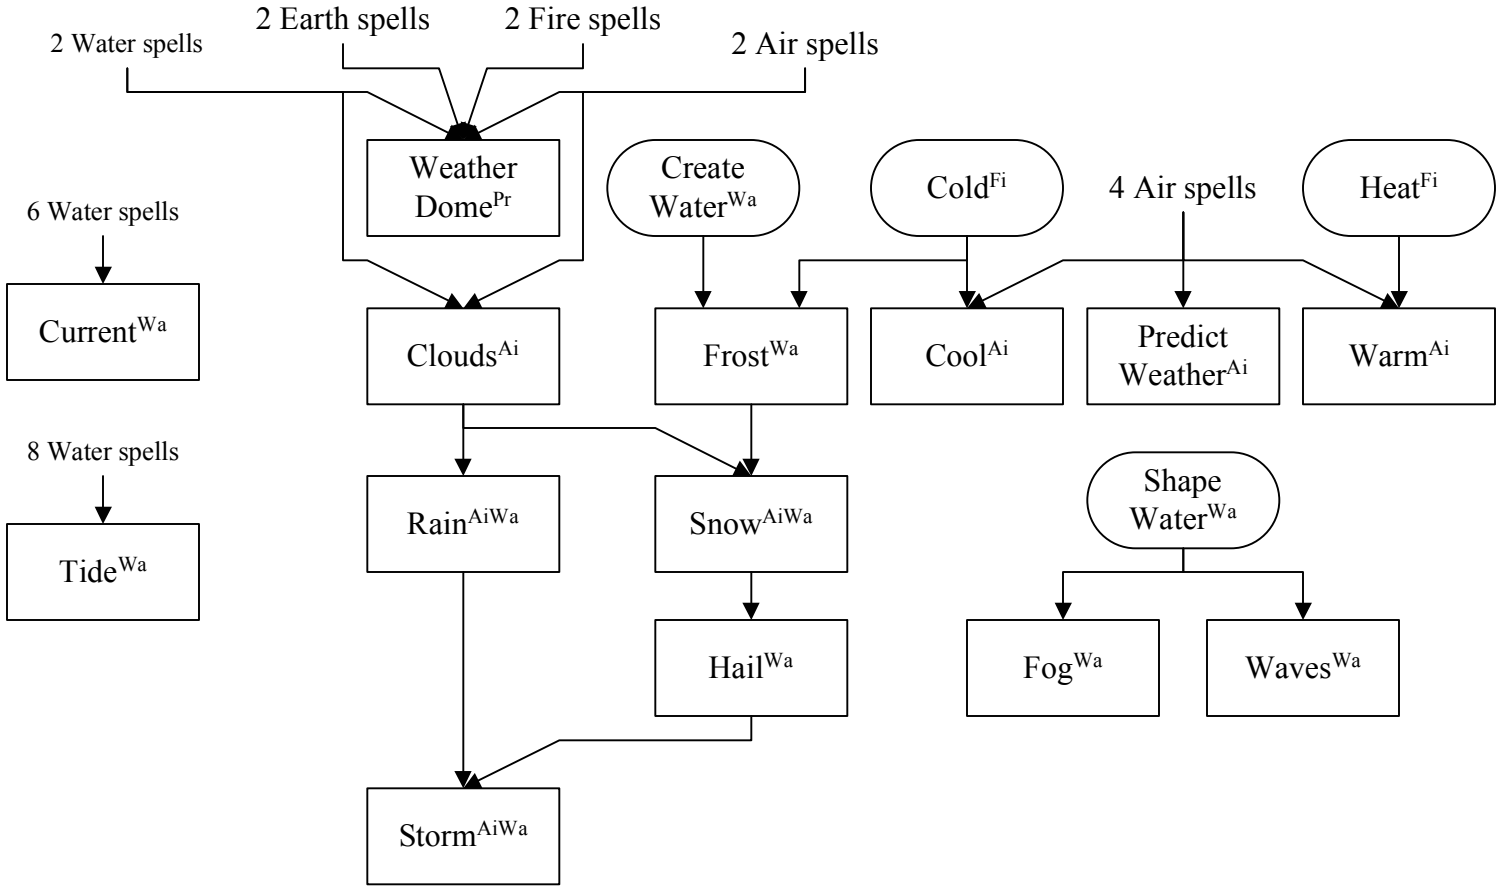 2 Earth spells
2 Fire spells
2 Water spells
2 Air spells
Weather
Dome^Pr
Create
Water^Wa
Cold^Fi
4 Air spells
Heat^Fi
6 Water spells
Current^Wa
Clouds^Ai
Frost^Wa
Cool^Ai
Predict
Weather^Ai
Warm^Ai
8 Water spells
Tide^Wa
Rain^AiWa
Snow^AiWa
Shape
Water^Wa
Hail^Wa
Fog^Wa
Waves^Wa
Storm^AiWa